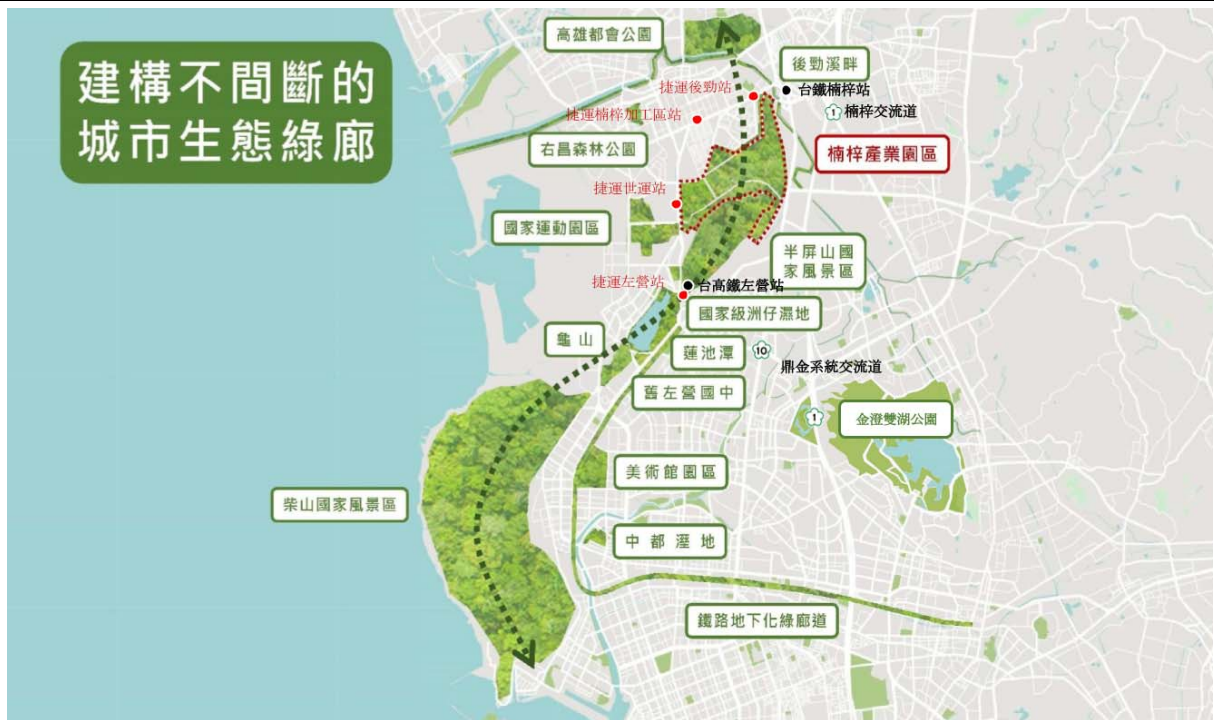 建構不間斷的
城市生態綠廊
高雄都會公園
後勁溪畔
捷運後勁站
台鐵楠梓站
捷運楠梓加工區站
1
楠梓交流道
右昌森林公園
楠梓產業園區
捷運世運站
國家運動園區
半屏山國
家風景區
捷運左營站
台高鐵左營站
國家級洲仔濕地
龜山
蓮池潭
10
鼎金系統交流道
舊左營國中
1
金澄雙湖公園
美術館園區
柴山國家風景區
中都溼地
鐵路地下化綠廊道